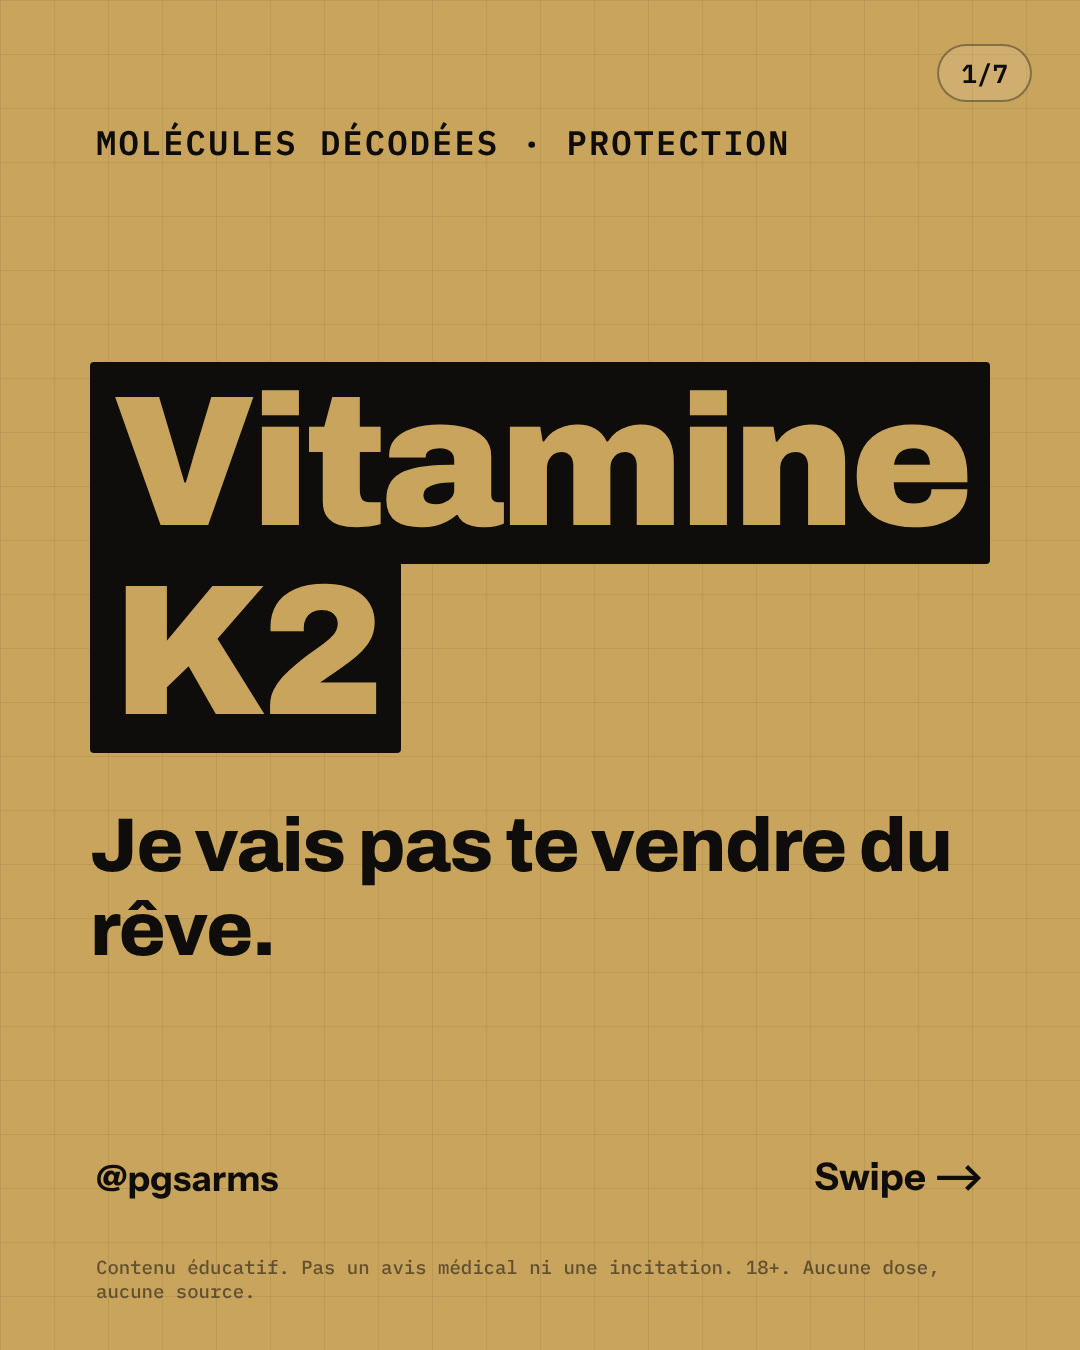 1/7
MOLÉCULES DÉCODÉES · PROTECTION
Vitamine
K2
Je vais pas te vendre du
rêve.
@pgsarms
Swipe →
Contenu éducatif. Pas un avis médical ni une incitation. 18+. Aucune dose,
aucune source.